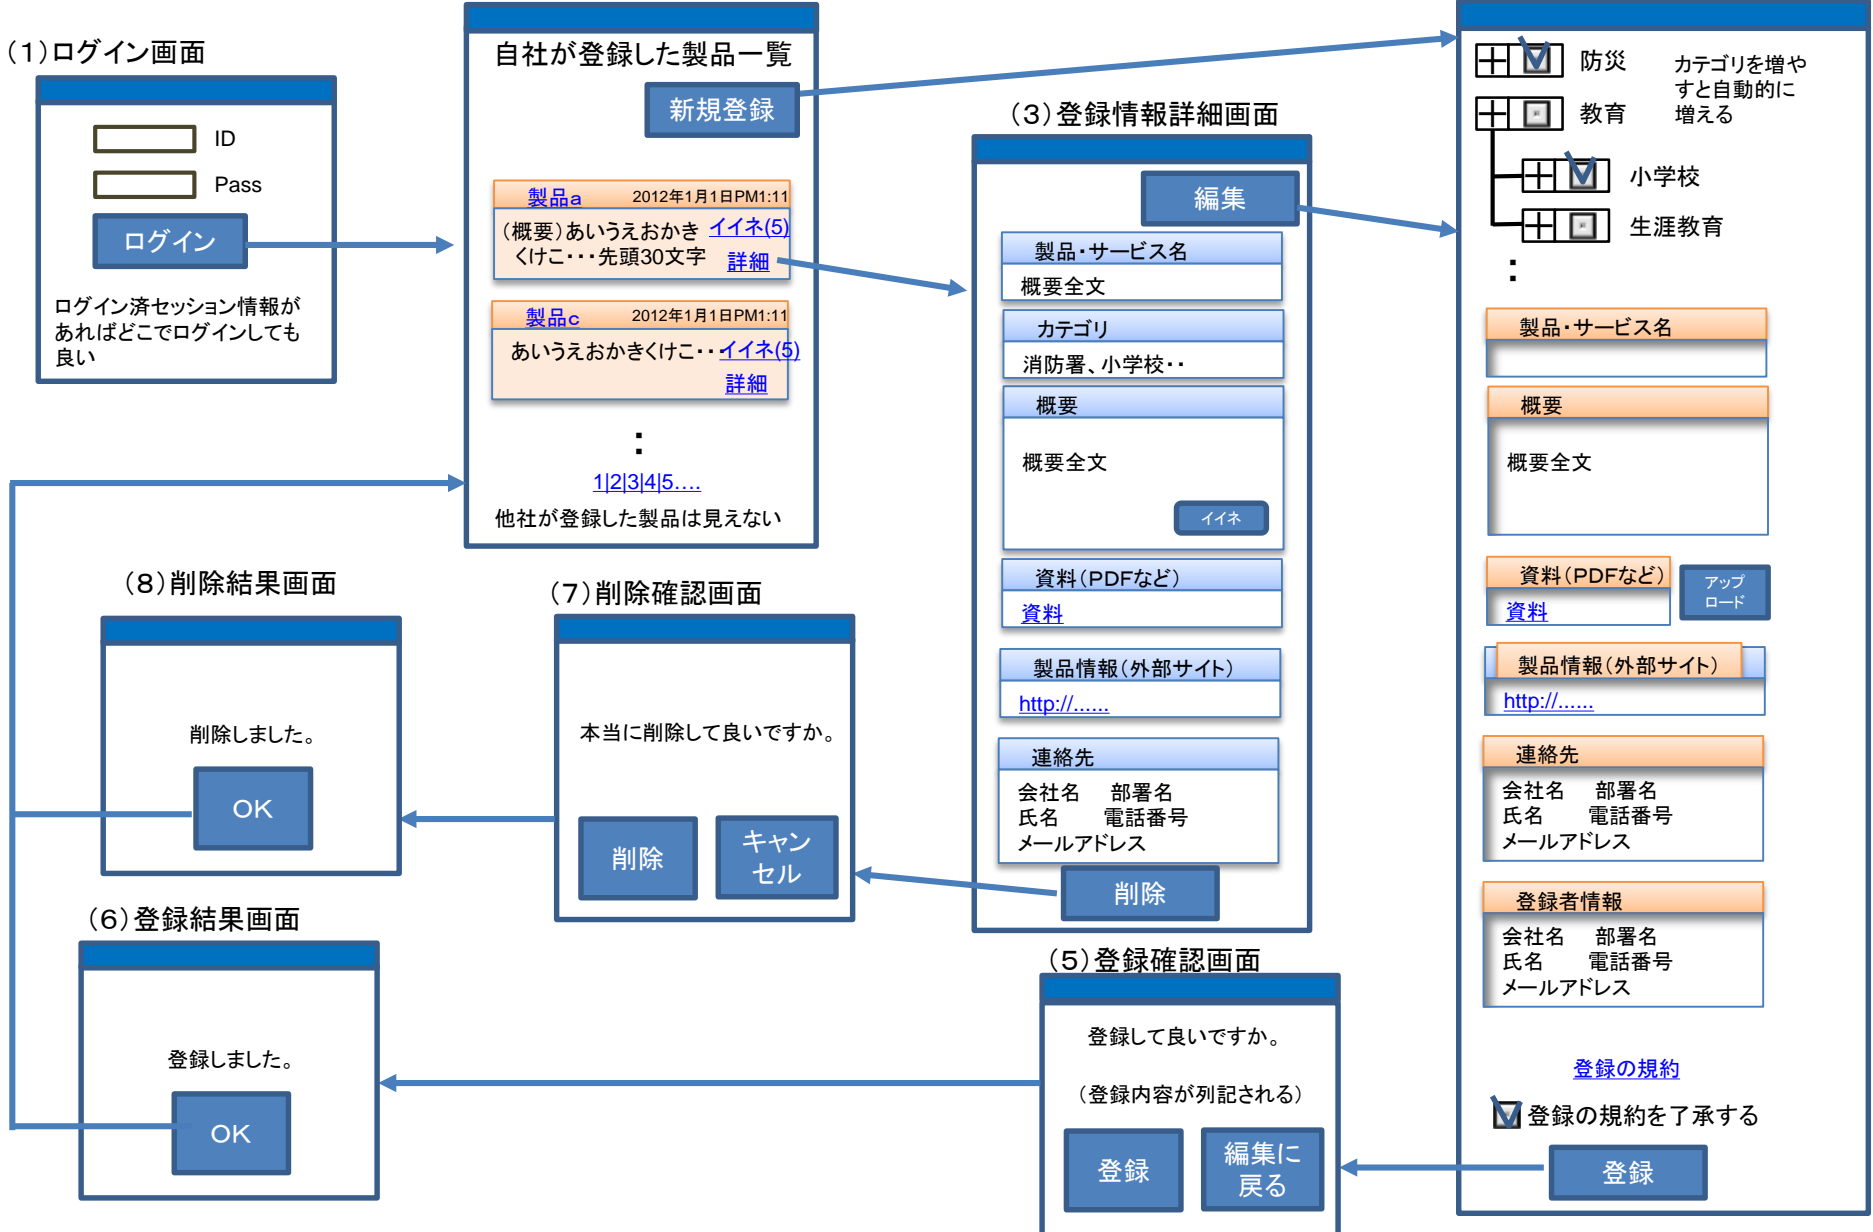 (1)ログイン画面
ID
Pass
ログイン
ログイン済セッション情報が
あればどこでログインしても
良い
自社が登録した製品一覧
新規登録
製品a 2012年1月1日PM1:11
(概要)あいうえおかき イイネ(5)
くけこ・・・先頭30文字 詳細
製品c 2012年1月1日PM1:11
あいうえおかきくけこ・・・イイネ(5)
詳細
:
1|2|3|4|5....
他社が登録した製品は見えない
(3)登録情報詳細画面
編集
製品・サービス名
概要全文
カテゴリ
消防署、小学校・・
概要
概要全文
イイネ
資料(PDFなど)
資料
製品情報(外部サイト)
http://......
連絡先
会社名 部署名
氏名 電話番号
メールアドレス
削除
防災
カテゴリを増や
すと自動的に
増える
教育
小学校
生涯教育
:
製品・サービス名
概要
概要全文
資料(PDFなど)
資料
アップ
ロード
製品情報(外部サイト)
http://......
連絡先
会社名 部署名
氏名 電話番号
メールアドレス
登録者情報
会社名 部署名
氏名 電話番号
メールアドレス
登録の規約
登録の規約を了承する
登録
(5)登録確認画面
登録して良いですか。
(登録内容が列記される)
登録
編集に
戻る
(6)登録結果画面
登録しました。
OK
(7)削除確認画面
本当に削除して良いですか。
削除
キャン
セル
(8)削除結果画面
削除しました。
OK